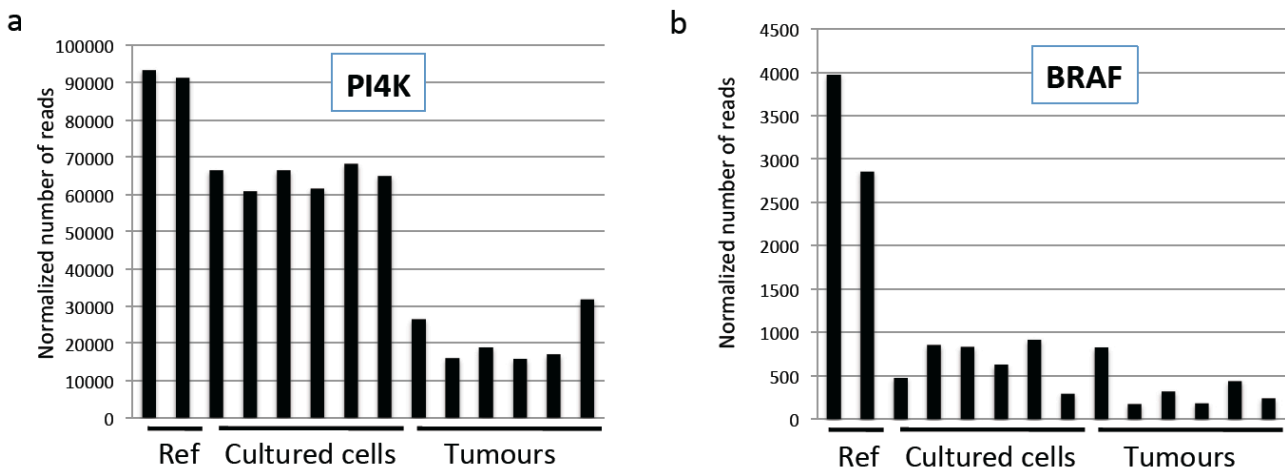 a
PI4K
Normalized number of reads
100000
90000
80000
70000
60000
50000
40000
30000
20000
10000
0
Ref Cultured cells Tumours
b
BRAF
Normalized number of reads
4500
4000
3500
3000
2500
2000
1500
1000
500
0
Ref Cultured cells Tumours